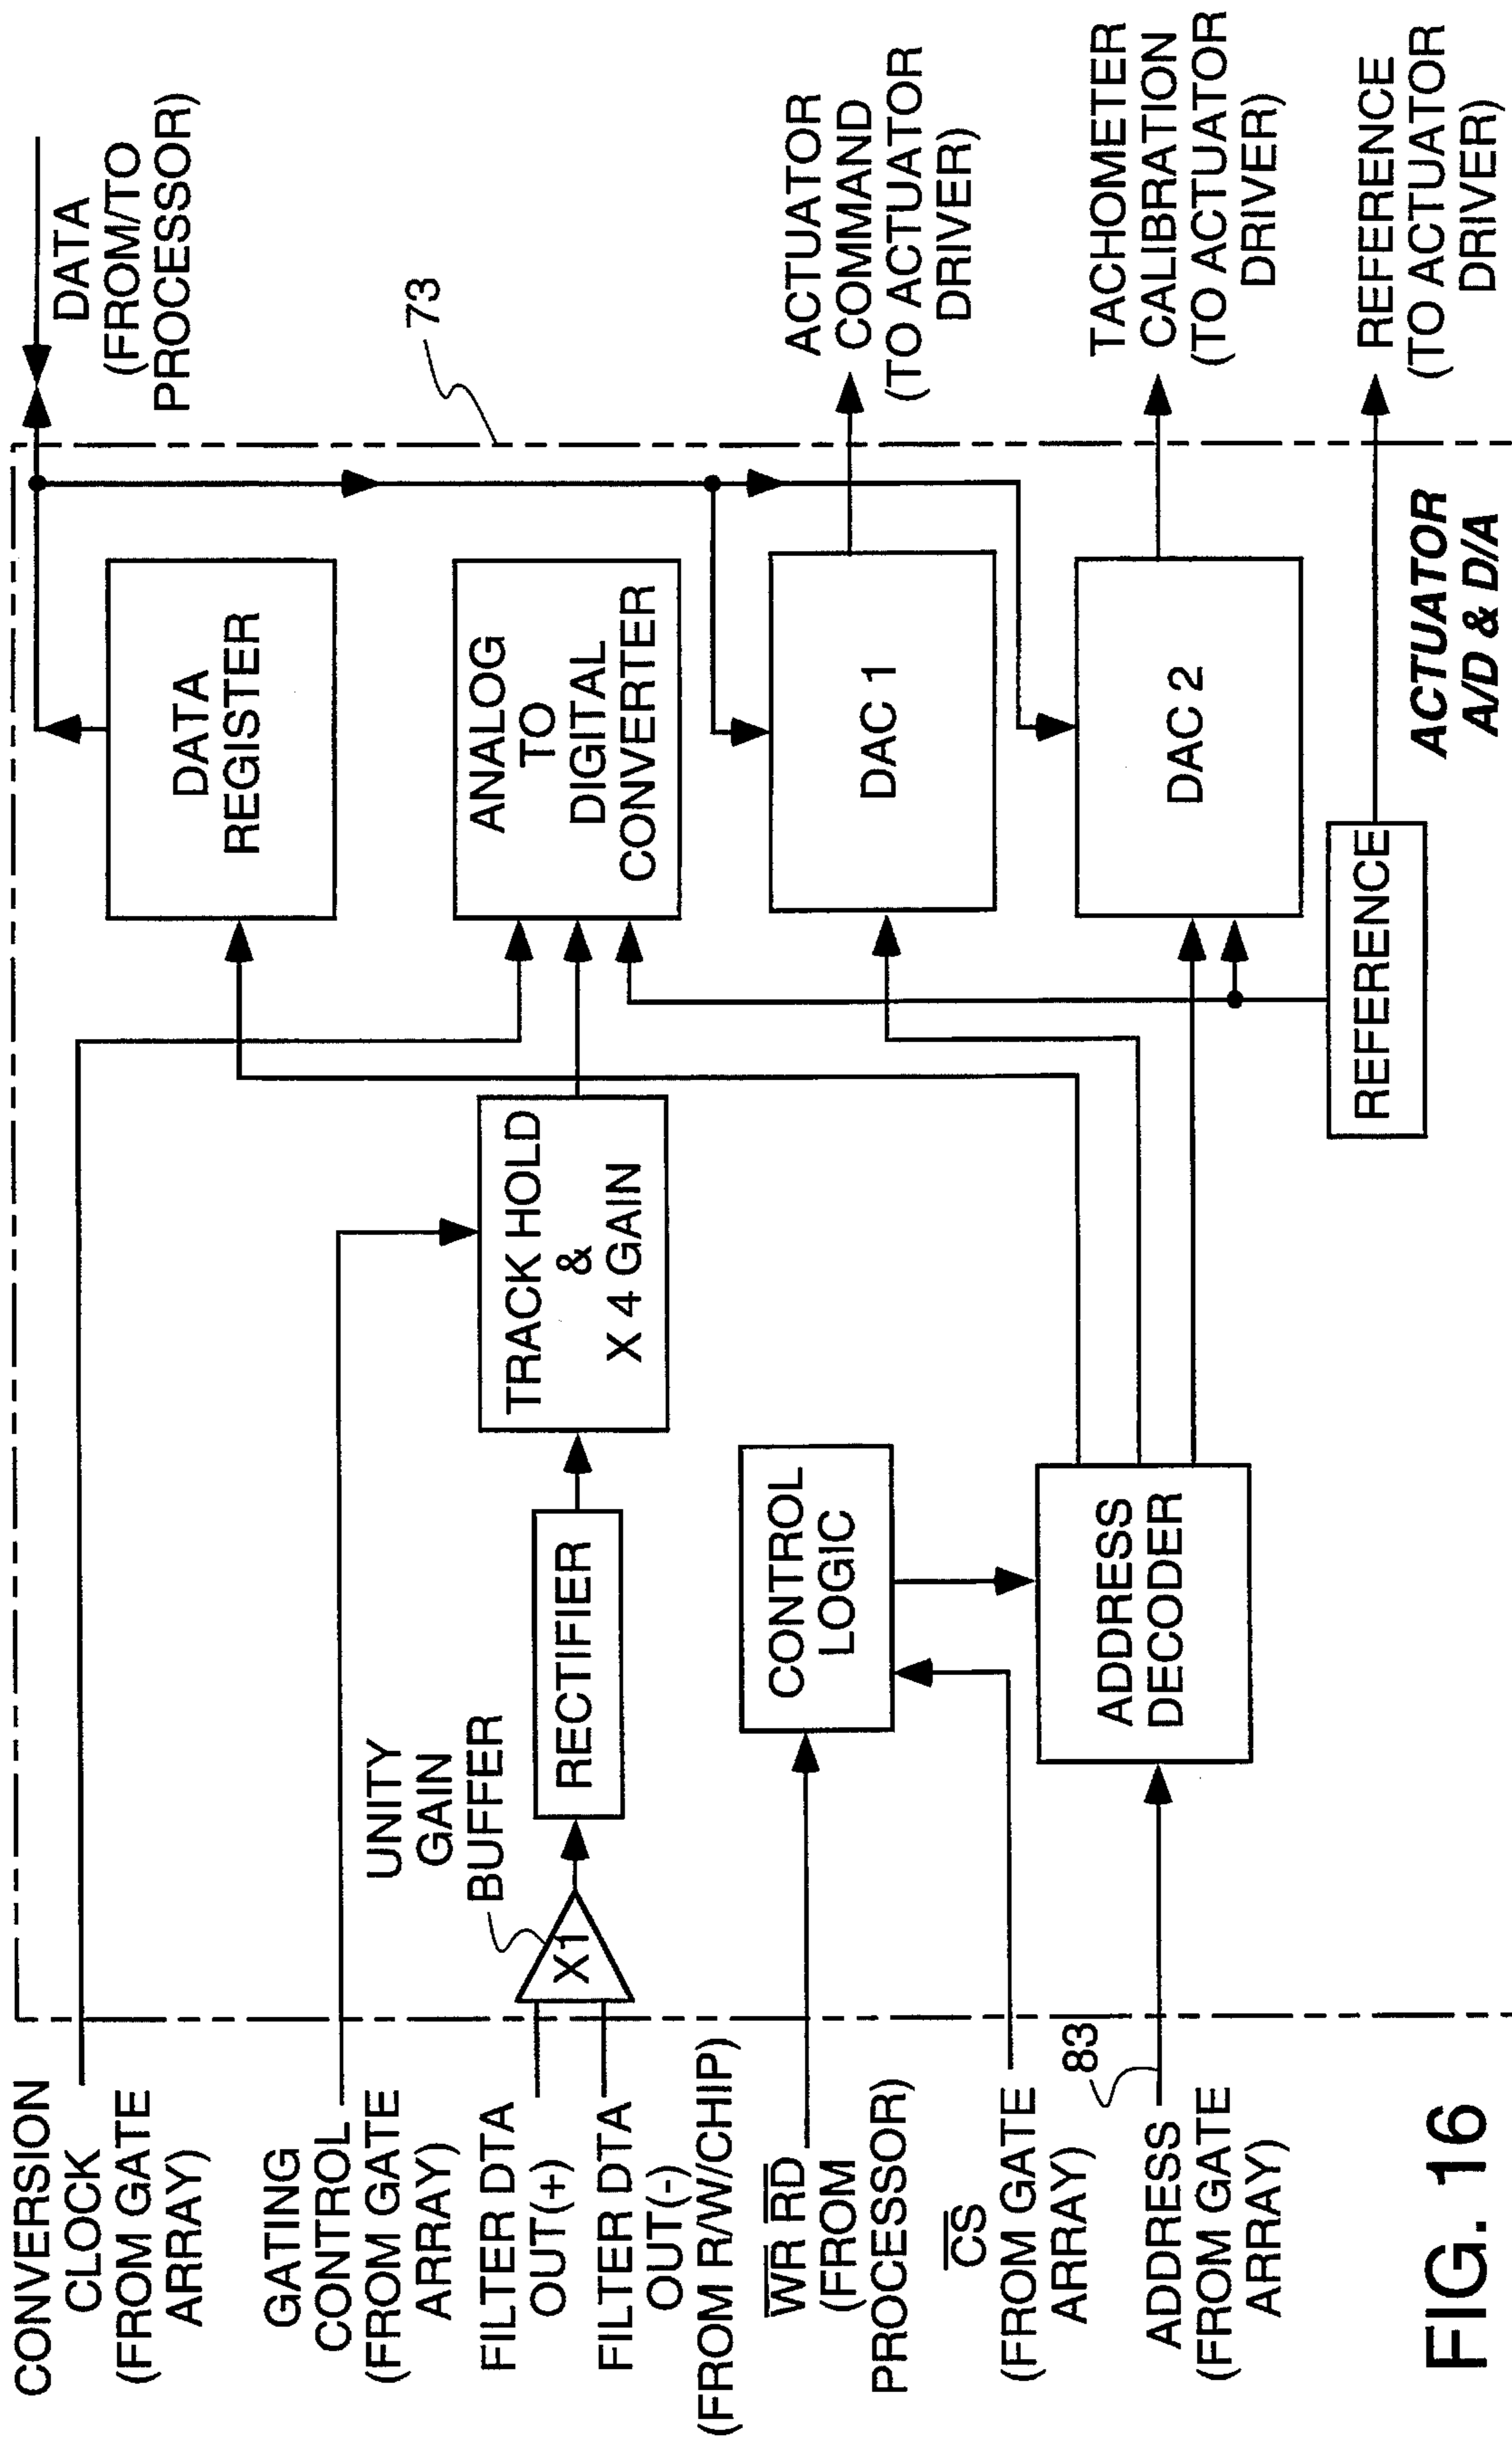 CONVERSION
CLOCK
(FROM GATE
ARRAY)
GATING
CONTROL
(FROM GATE
ARRAY)
FILTER DTA
OUT(+)
FILTER DTA
OUT(-)
(FROM R/W/CHIP)
W̅R̅ R̅D̅
(FROM
PROCESSOR)
C̅S̅
(FROM GATE
ARRAY)
83
ADDRESS
(FROM GATE
ARRAY)
UNITY
GAIN
BUFFER
X1
RECTIFIER
TRACK HOLD
&
X 4 GAIN
CONTROL
LOGIC
ADDRESS
DECODER
DATA
REGISTER
ANALOG
TO
DIGITAL
CONVERTER
DAC 1
DAC 2
REFERENCE
73
DATA
(FROM/TO
PROCESSOR)
ACTUATOR
COMMAND
(TO ACTUATOR
DRIVER)
TACHOMETER
CALIBRATION
(TO ACTUATOR
DRIVER)
REFERENCE
(TO ACTUATOR
DRIVER)
ACTUATOR
A/D & D/A
FIG. 16